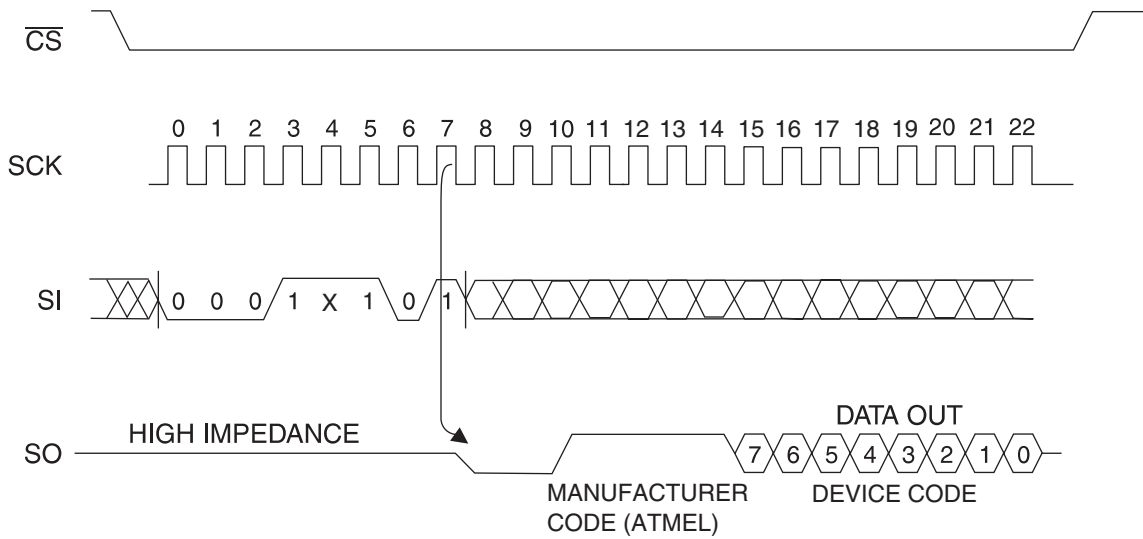 CS
0 1 2 3 4 5 6 7 8 9 10 11 12 13 14 15 16 17 18 19 20 21 22
SCK
SI
0 0 0 1 X 1 0 1
HIGH IMPEDANCE
DATA OUT
SO
7 6 5 4 3 2 1 0
MANUFACTURER
CODE (ATMEL)
DEVICE CODE